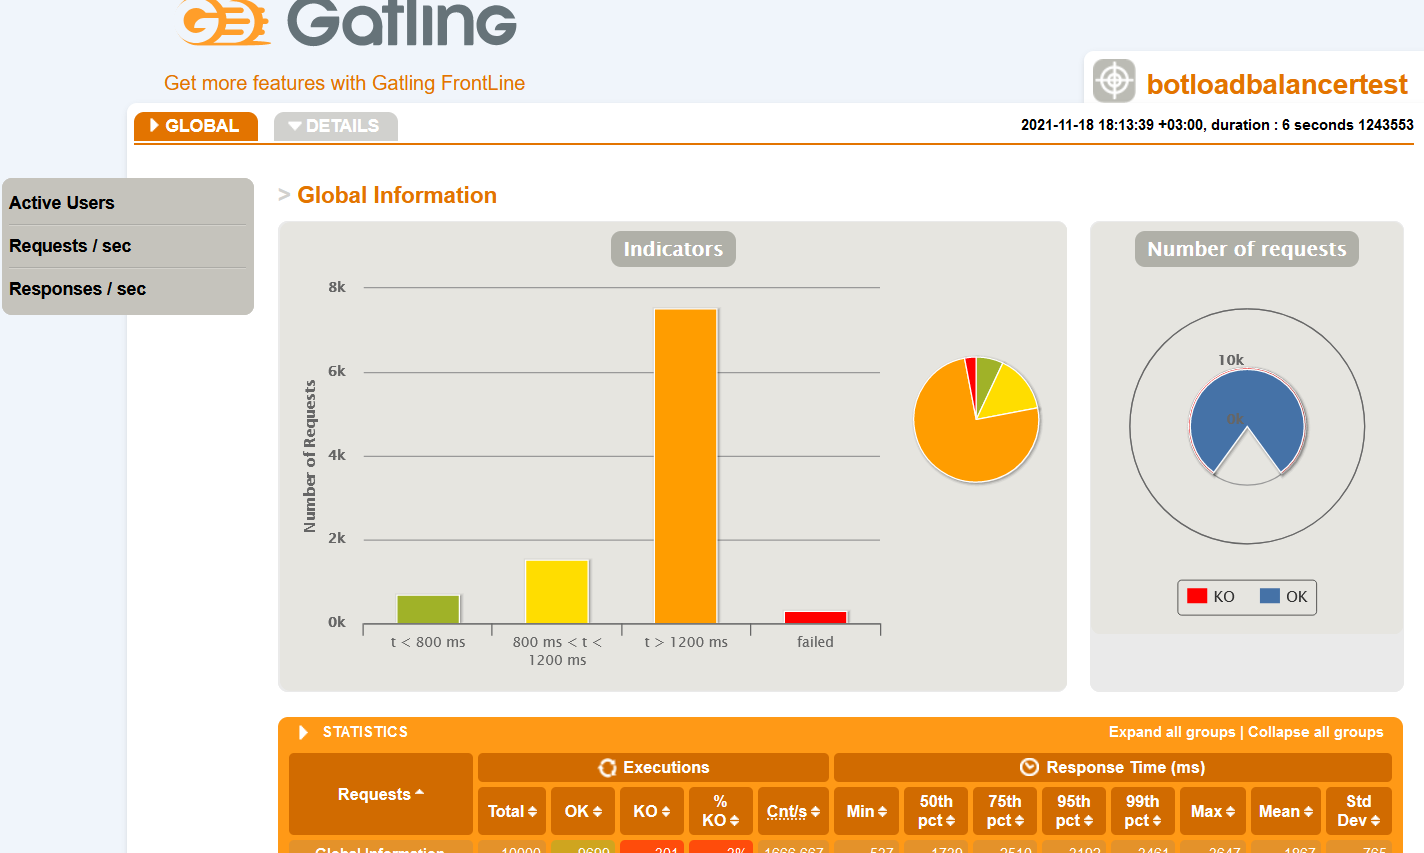 Gatling
Get more features with Gatling FrontLine
botloadbalancertest
GLOBAL
DETAILS
2021-11-18 18:13:39 +03:00, duration : 6 seconds 1243553
Active Users
Requests / sec
Responses / sec
> Global Information
Indicators
Number of Requests
8k
6k
4k
2k
0k
t < 800 ms
800 ms < t <
1200 ms
t > 1200 ms
failed
Number of requests
10k
0k
KO
OK
STATISTICS
Expand all groups | Collapse all groups
Requests
Executions
Response Time (ms)
Total
OK
KO
%
KO
Cnt/s
Min
50th
pct
75th
pct
95th
pct
99th
pct
Max
Mean
Std
Dev
Global Information